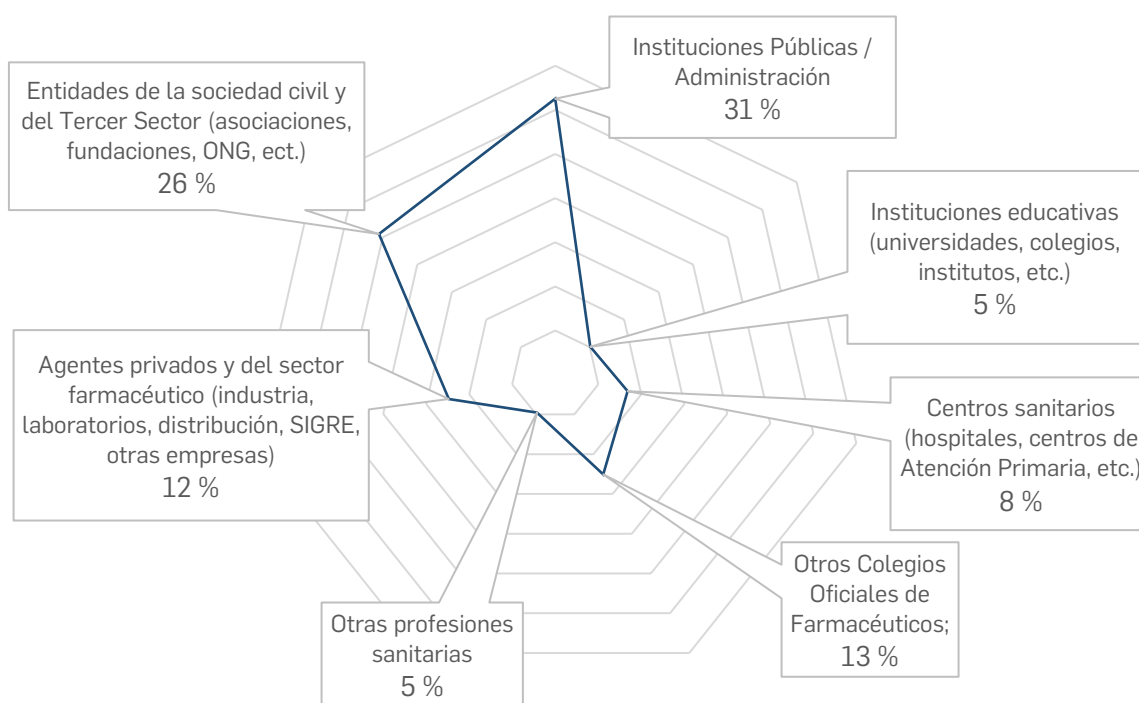 Instituciones Públicas /
Administración
31 %
Entidades de la sociedad civil y
del Tercer Sector (asociaciones,
fundaciones, ONG, ect.)
26 %
Instituciones educativas
(universidades, colegios,
institutos, etc.)
5 %
Agentes privados y del sector
farmacéutico (industria,
laboratorios, distribución, SIGRE,
otras empresas)
12 %
Centros sanitarios
(hospitales, centros de
Atención Primaria, etc.)
8 %
Otros Colegios
Oficiales de
Farmacéuticos;
13 %
Otras profesiones
sanitarias
5 %